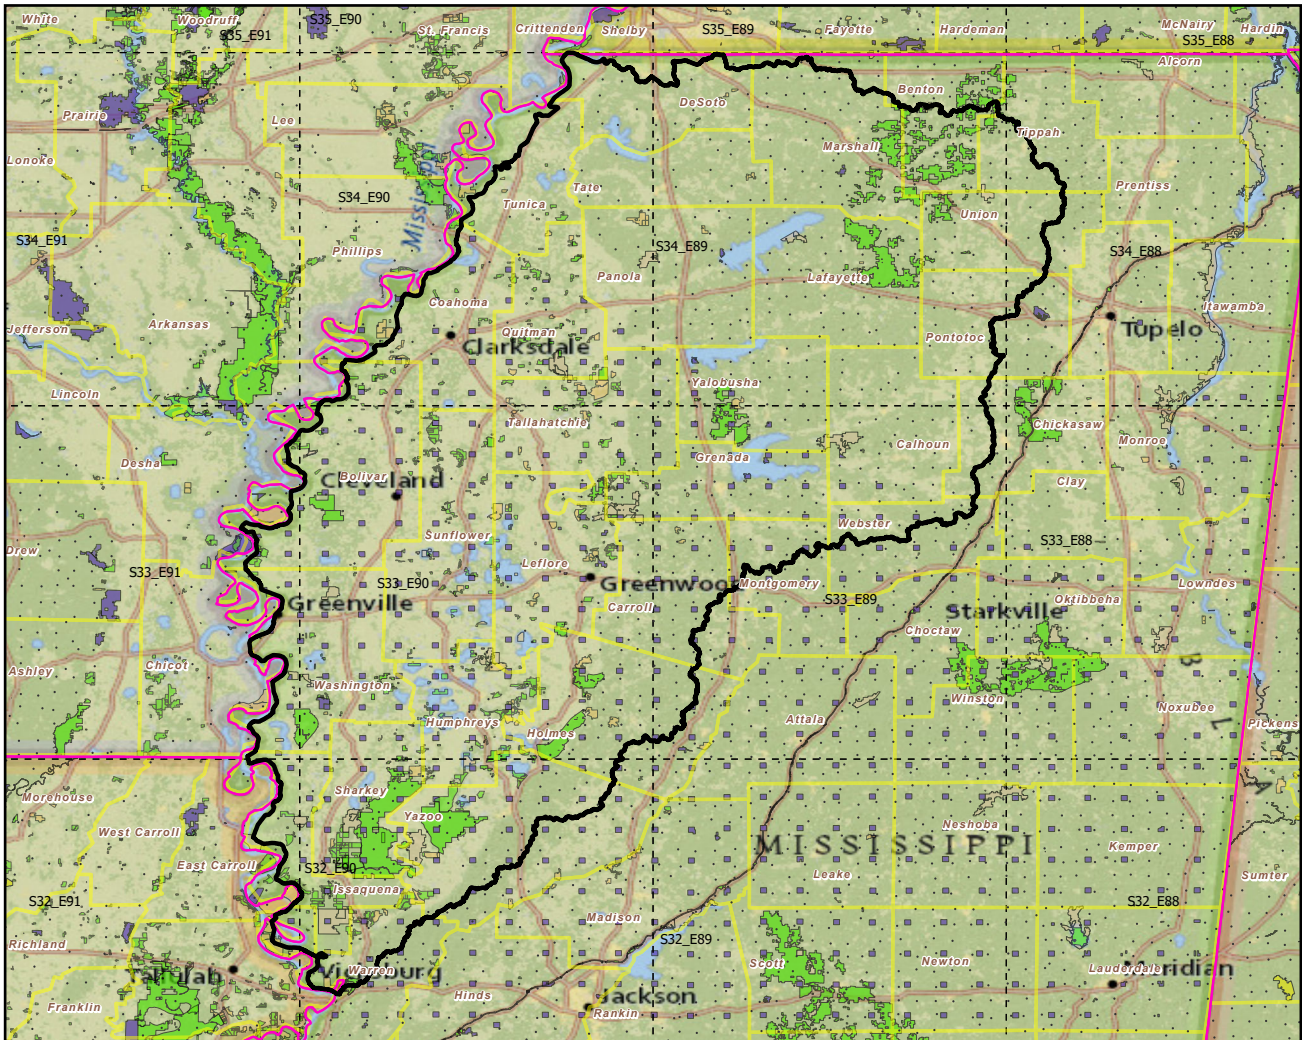 White
Woodruff
S35_E90
St. Francis
Crittenden
Shelby
S35_E89
Fayette
Hardeman
McNairy
Hardin
S35_E91
S35_E88
Alcorn
Benton
Prairie
Lee
DeSoto
Tippah
Marshall
Lonoke
Mississippi
Tate
Prentiss
S34_E90
Tunica
Union
S34_E91
Phillips
S34_E89
S34_E88
Panola
Lafayette
Coahoma
Itawamba
Jefferson
Arkansas
Quitman
Clarksdale
Pontotoc
Tupelo
Yalobusha
Lincoln
Tallahatchie
Chickasaw
Calhoun
Monroe
Desha
Grenada
Bolivar
Cleveland
Clay
Webster
Sunflower
S33_E88
Drew
Leflore
S33_E91
S33_E90
Greenwood
Montgomery
Lowndes
Greenville
Carroll
S33_E89
Oktibbeha
Starkville
Choctaw
Chicot
B
Ashley
Washington
Winston
Noxubee
Humphreys
Attala
L
Pickens
Holmes
Sharkey
A
Morehouse
Yazoo
West Carroll
Neshoba
MISSISSIPPI
Kemper
East Carroll
S32_E90
Leake
Sumter
Issaquena
S32_E91
S32_E88
Madison
Richland
S32_E89
Tallulah
Vicksburg
Warren
Scott
Newton
Lauderdale
Meridian
Hinds
Jackson
Franklin
Rankin